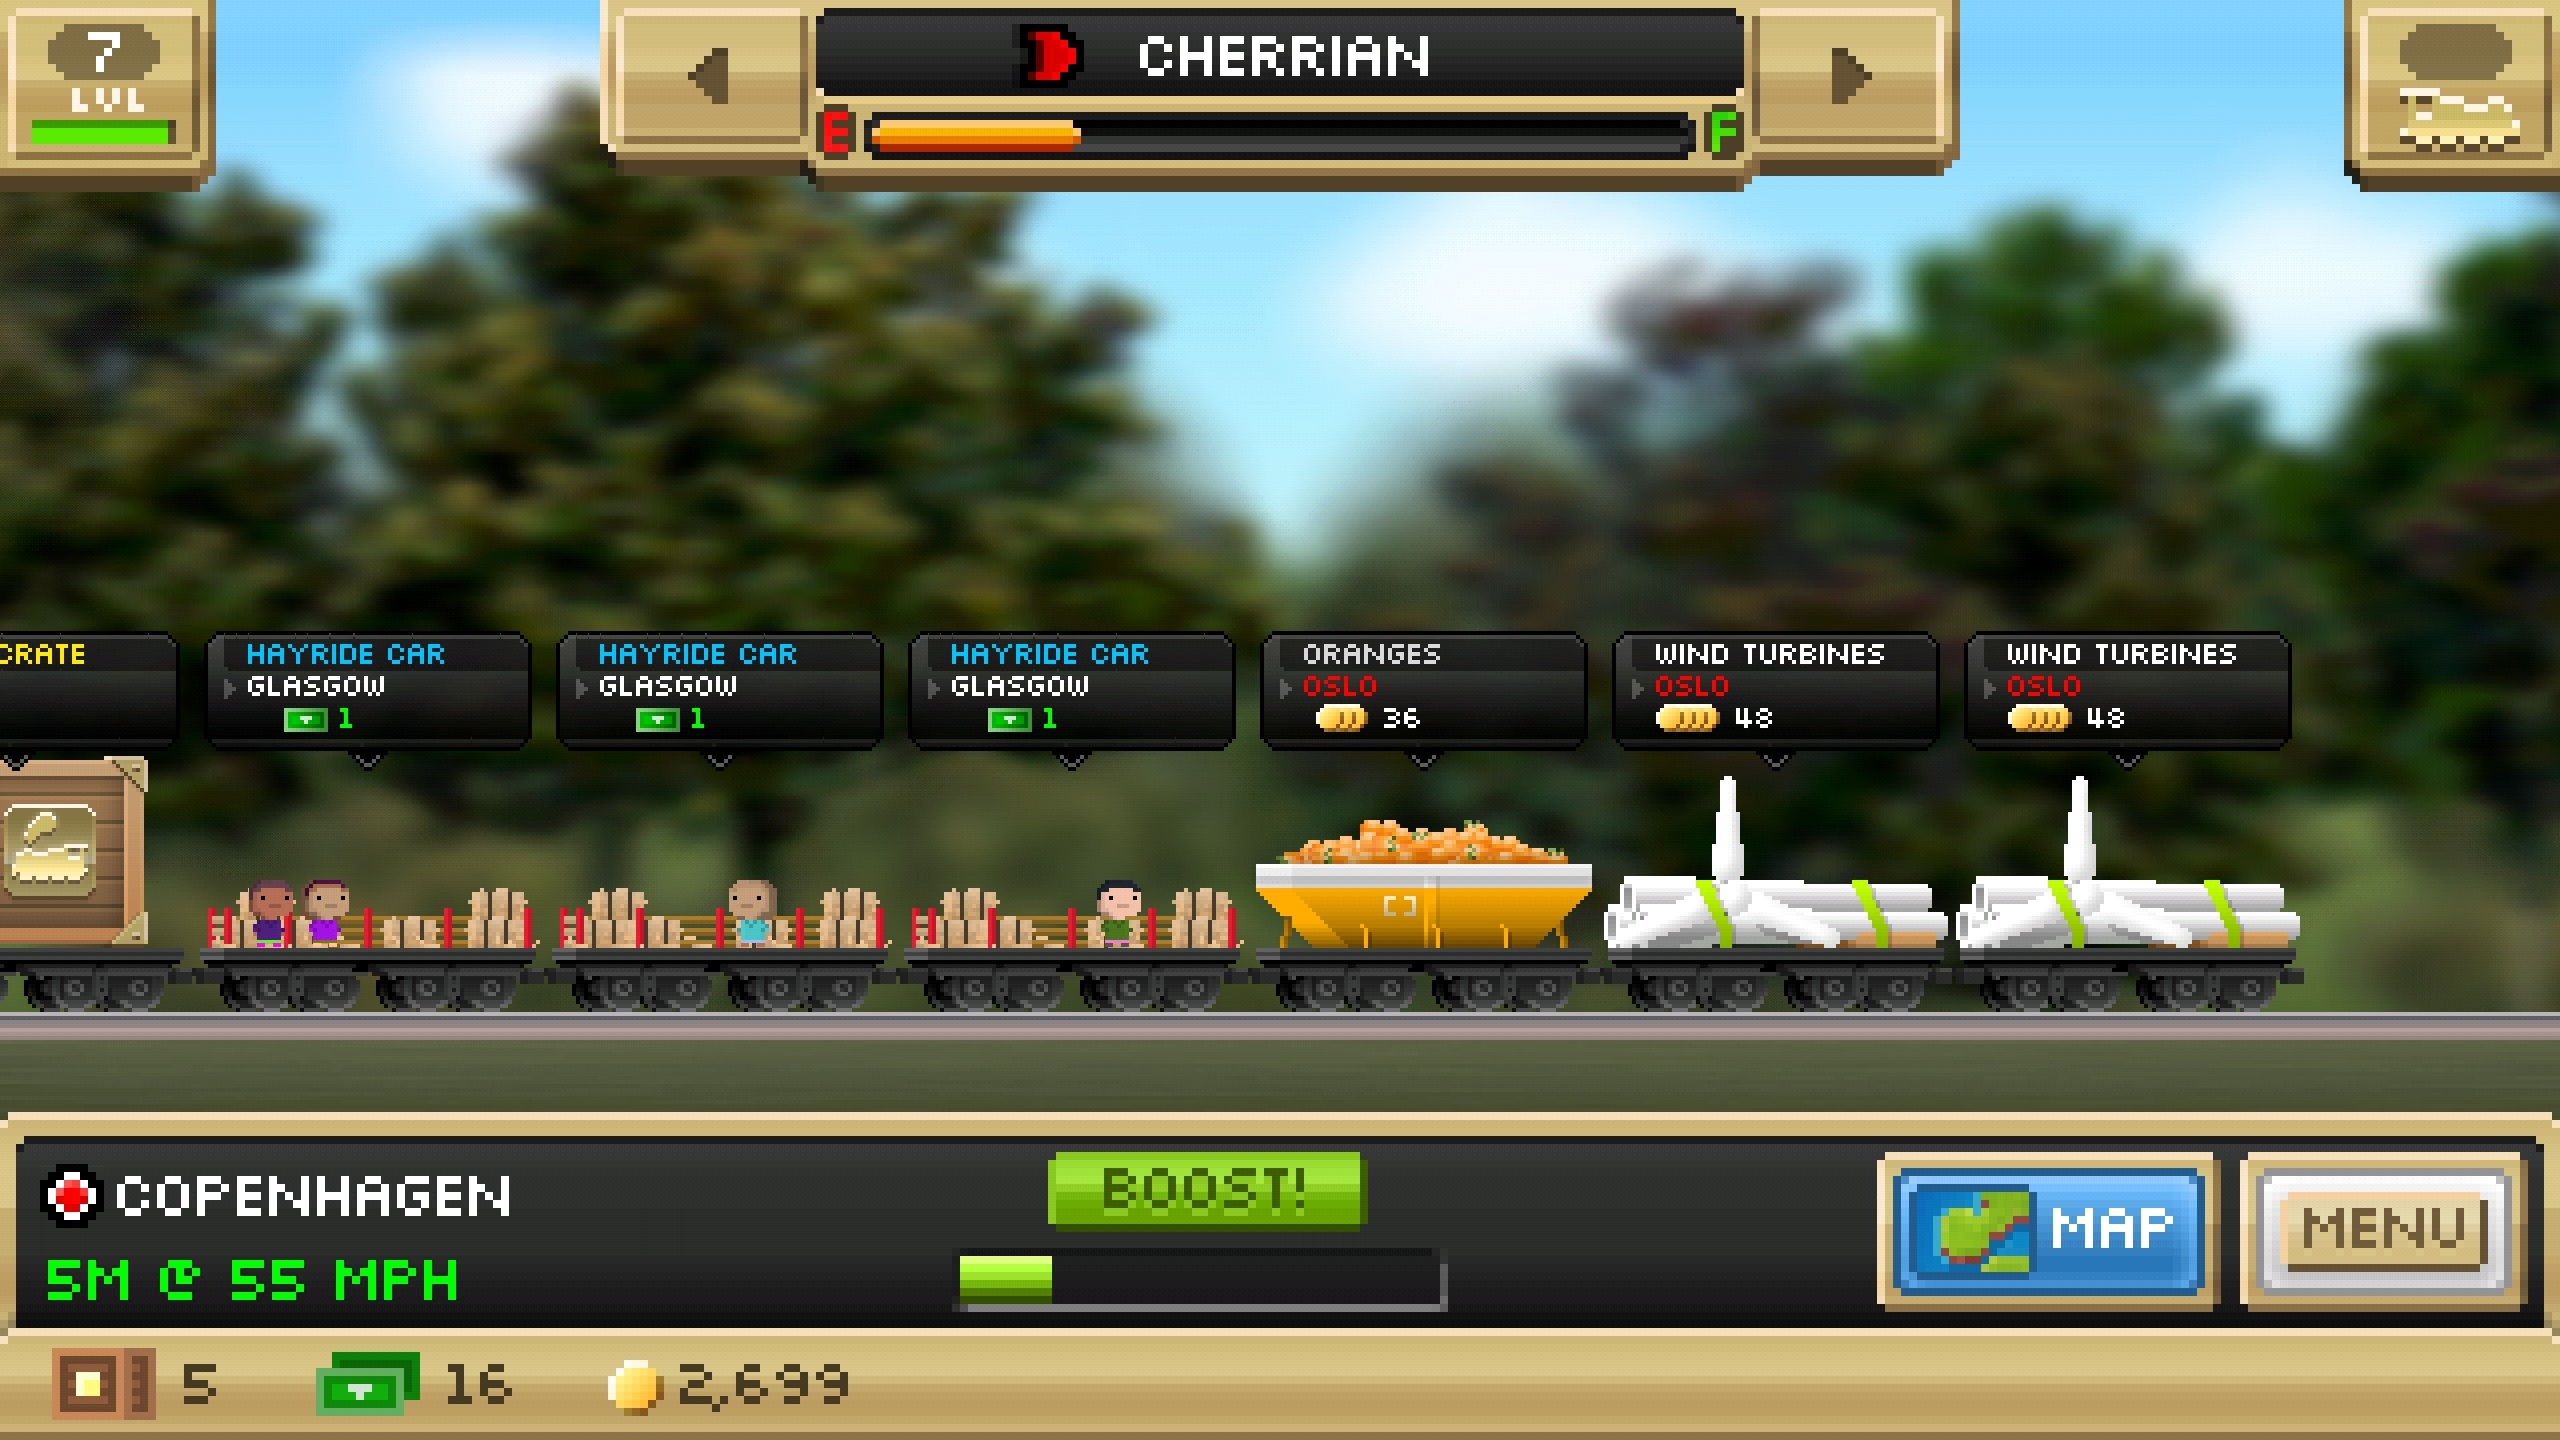 7
LVL
CHERRIAN
E F
CRATE
HAYRIDE CAR
GLASGOW
1
HAYRIDE CAR
GLASGOW
1
HAYRIDE CAR
GLASGOW
1
ORANGES
OSLO
36
WIND TURBINES
OSLO
48
WIND TURBINES
OSLO
48
COPENHAGEN
5M @ 55 MPH
BOOST!
MAP
MENU
5
16
2,699